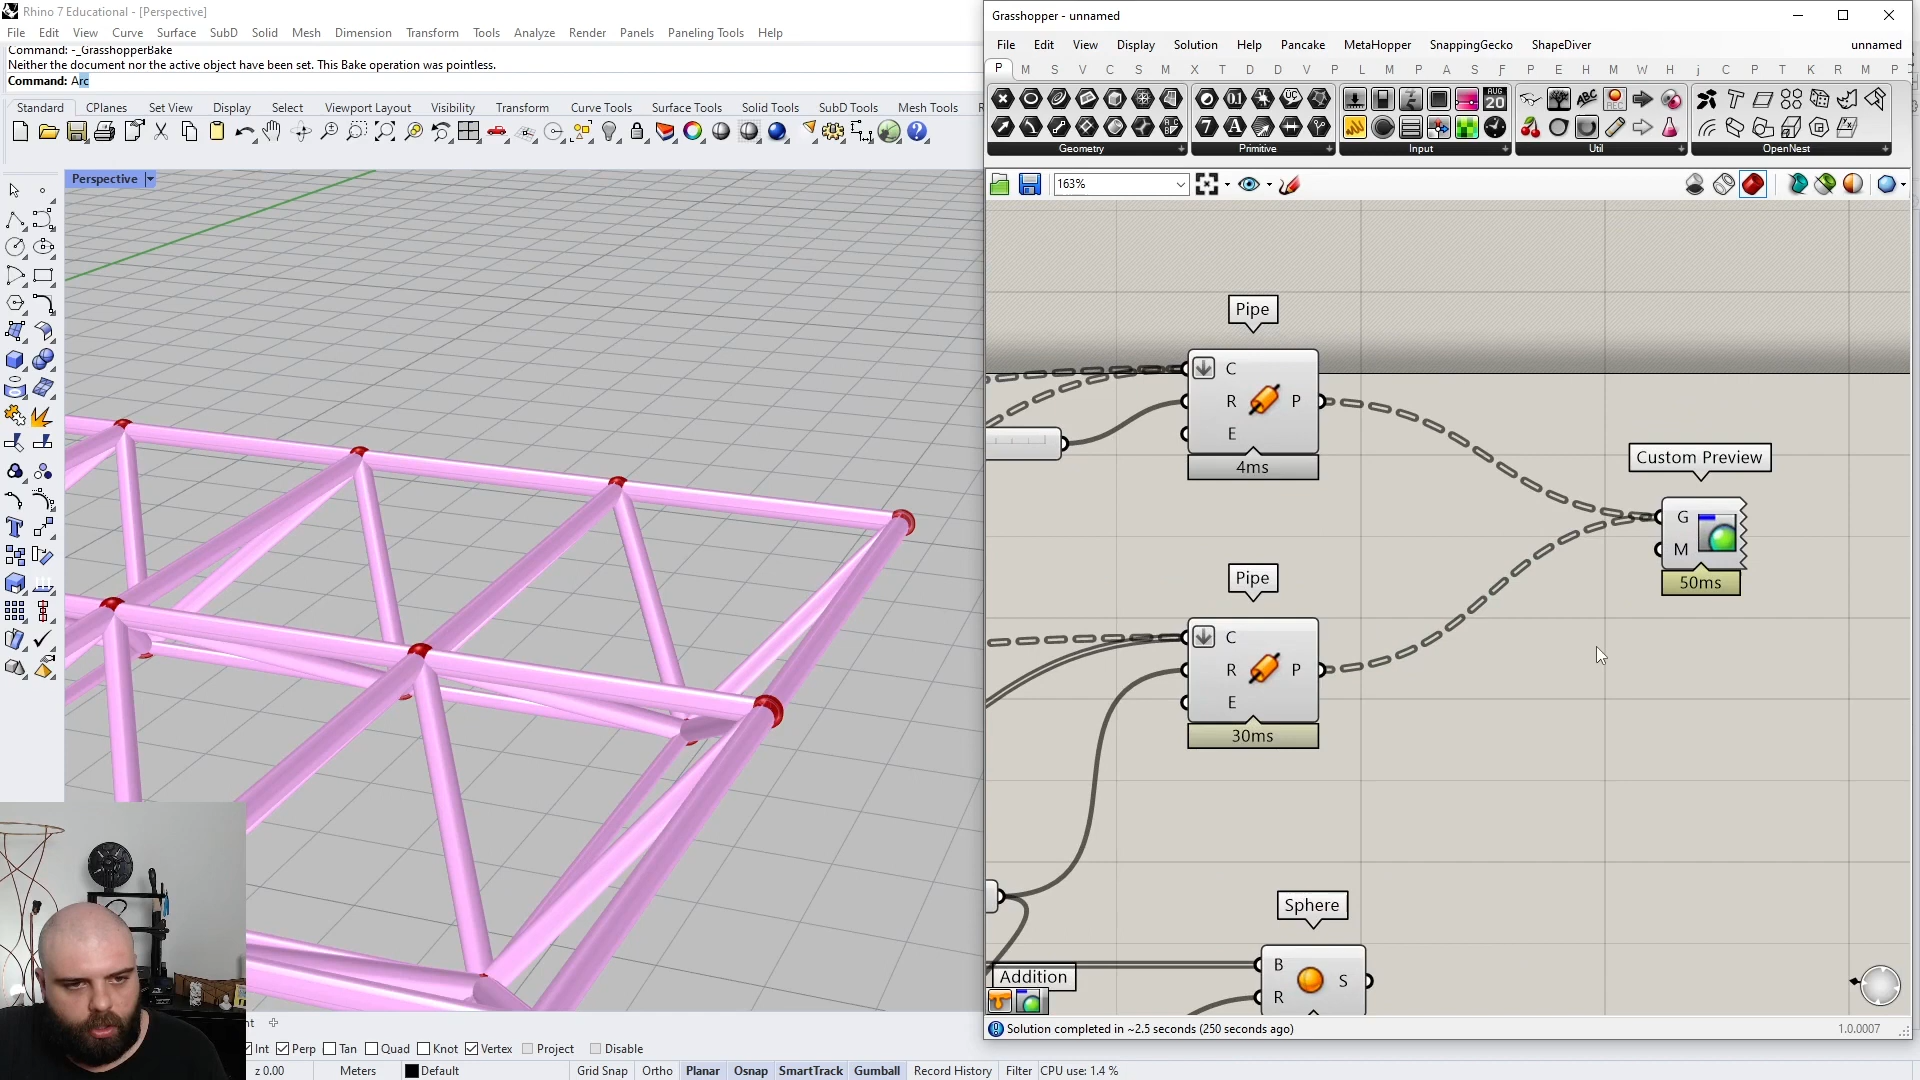 Rhino 7 Educational - [Perspective]
File Edit View Curve Surface SubD Solid Mesh Dimension Transform Tools Analyze Render Panels Paneling Tools Help
Command: -_GrasshopperBake
Neither the document nor the active object have been set. This Bake operation was pointless.
Command: Arc
Standard CPlanes Set View Display Select Viewport Layout Visibility Transform Curve Tools Surface Tools Solid Tools SubD Tools Mesh Tools
Perspective
Int Perp Tan Quad Knot Vertex Project Disable
z 0.00 Meters Default Grid Snap Ortho Planar Osnap SmartTrack Gumball Record History Filter CPU use: 1.4 %
Grasshopper - unnamed
File Edit View Display Solution Help Pancake MetaHopper SnappingGecko ShapeDiver unnamed
P M S V C S M X T D D V P L M P A S F P E H M W H j C P T K R M P
Geometry Primitive Input Util OpenNest
163%
Pipe
C
R P
E
4ms
Custom Preview
G
M
50ms
Pipe
C
R P
E
30ms
Sphere
B
S
R
Addition
Solution completed in ~2.5 seconds (250 seconds ago)
1.0.0007